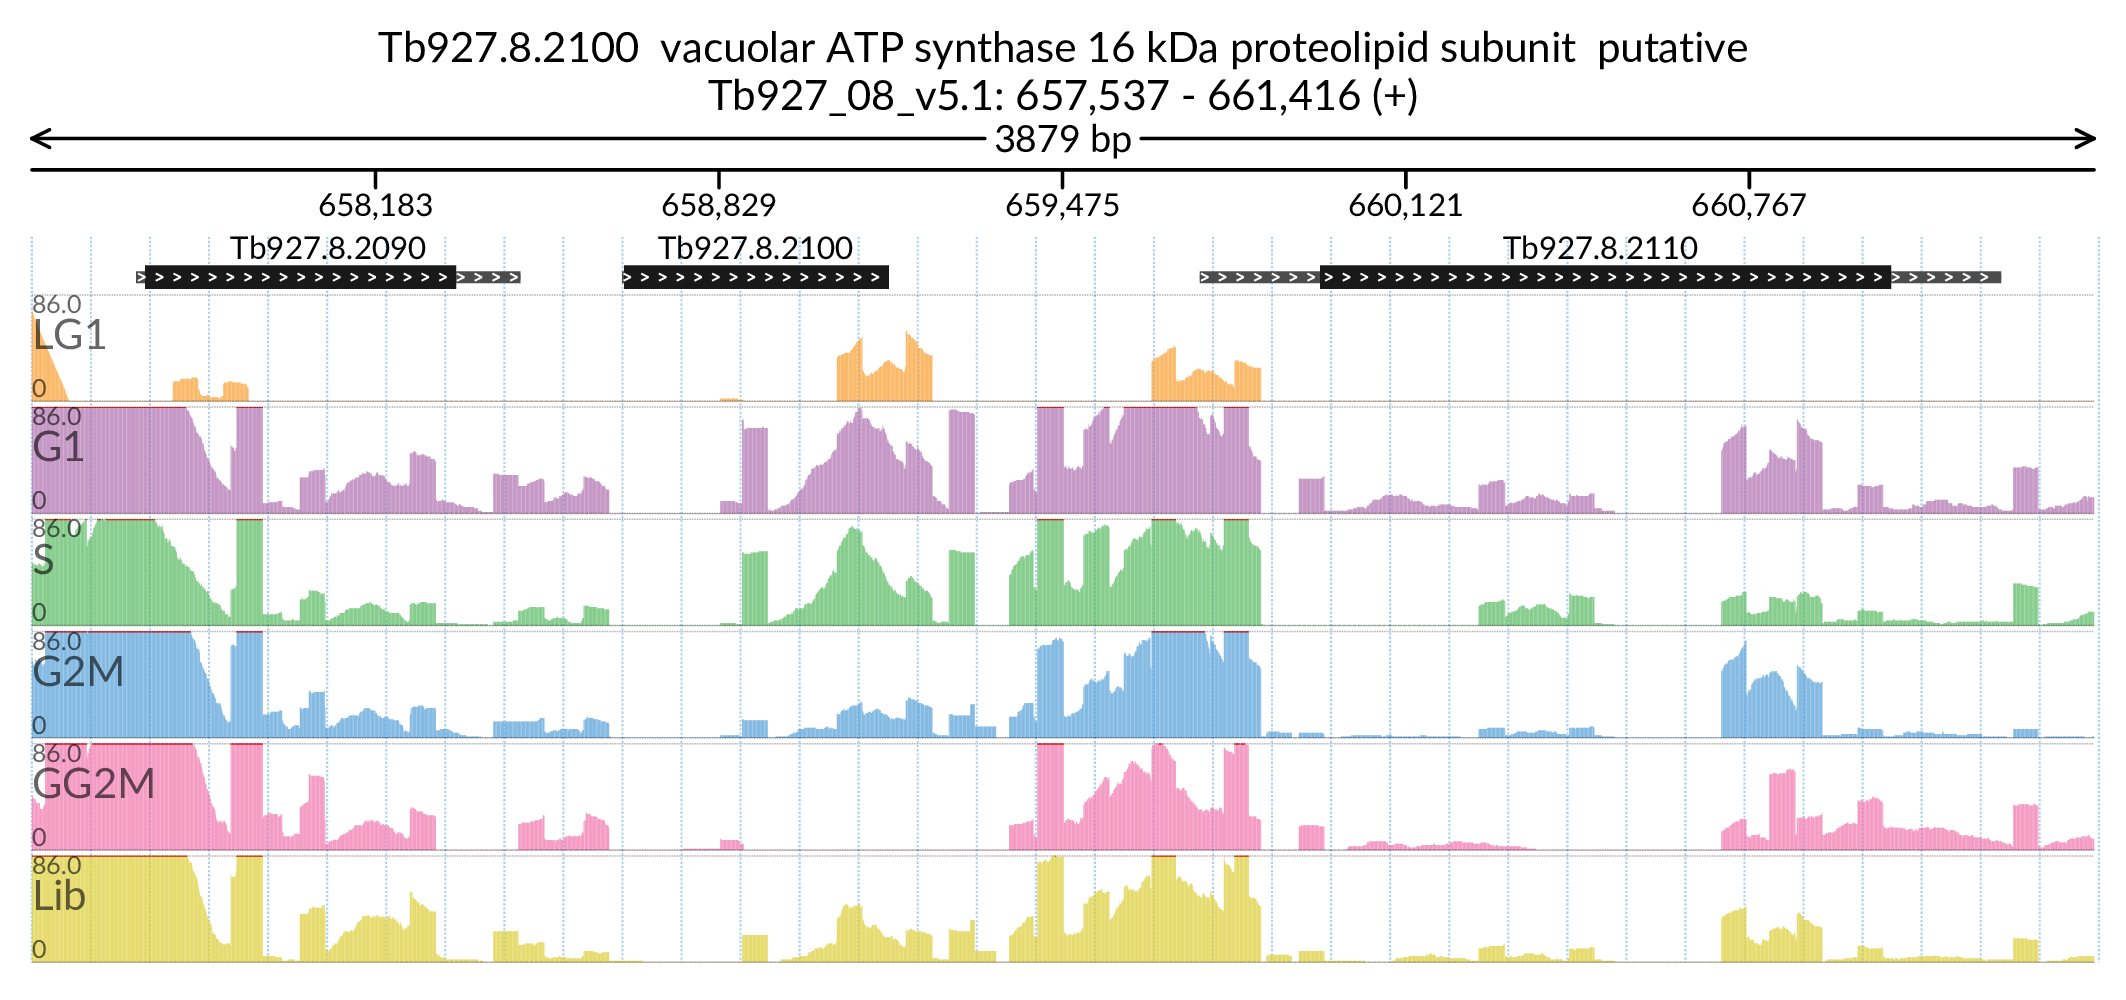 Tb927.8.2100  vacuolar ATP synthase 16 kDa proteolipid subunit  putative
Tb927_08_v5.1: 657,537 - 661,416 (+)
3879 bp
658,183 658,829 659,475 660,121 660,767
Tb927.8.2090 Tb927.8.2100 Tb927.8.2110
86.0
LG1
0
86.0
G1
0
86.0
S
0
86.0
G2M
0
86.0
GG2M
0
86.0
Lib
0